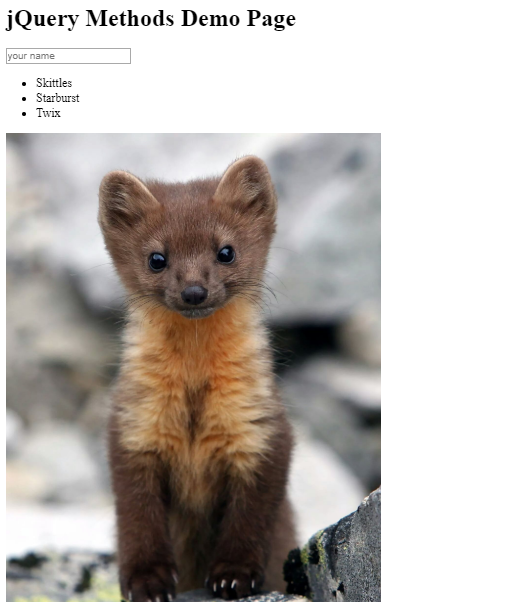 jQuery Methods Demo Page
your name
Skittles
Starburst
Twix